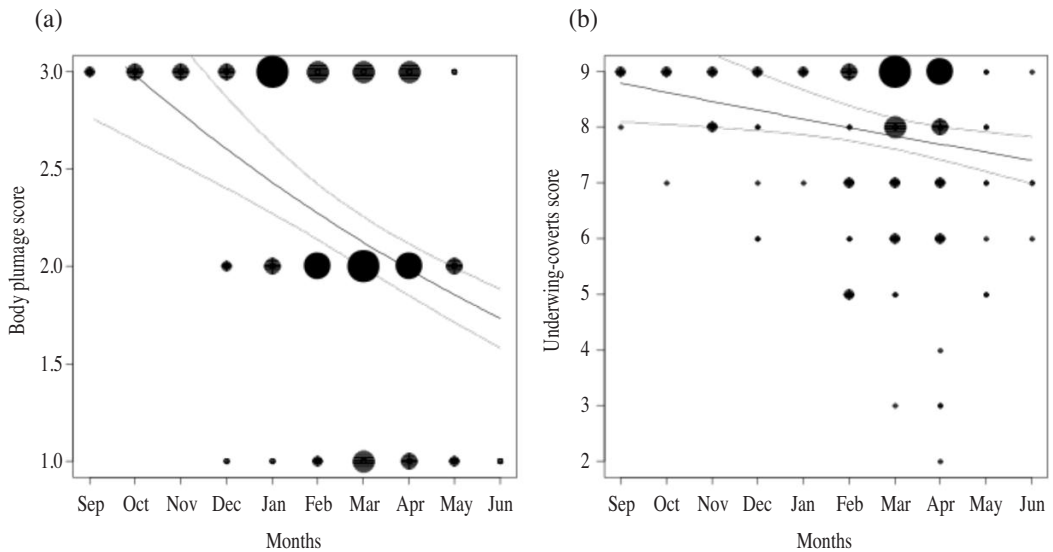 (a)
Body plumage score
3.0
2.5
2.0
1.5
1.0
Sep Oct Nov Dec Jan Feb Mar Apr May Jun
Months
(b)
Underwing-coverts score
9
8
7
6
5
4
3
2
Sep Oct Nov Dec Jan Feb Mar Apr May Jun
Months